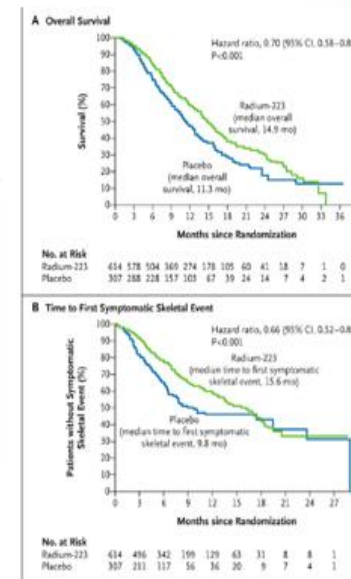 A Overall Survival
100
90
80
70
60
50
40
30
20
10
0
Survival (%)
Hazard ratio, 0.70 (95% CI, 0.58–0.8
P<0.001
Radium-223
(median overall
survival, 14.9 mo)
Placebo
(median overall
survival, 11.3 mo)
0 3 6 9 12 15 18 21 24 27 30 33 36
Months since Randomization
No. at Risk
Radium-223 614 578 504 369 274 178 105 60 41 18 7 1 0
Placebo 307 288 228 157 103 67 39 24 14 7 4 2 1
B Time to First Symptomatic Skeletal Event
100
90
80
70
60
50
40
30
20
10
0
Patients without Symptomatic
Skeletal Event (%)
Hazard ratio, 0.66 (95% CI, 0.52–0.8
P<0.001
Radium-223
(median time to first symptomatic
skeletal event, 15.6 mo)
Placebo
(median time to first symptomatic
skeletal event, 9.8 mo)
0 3 6 9 12 15 18 21 24 27
Months since Randomization
No. at Risk
Radium-223 614 496 342 199 129 63 31 8 8 1
Placebo 307 211 117 56 36 20 9 7 4 1